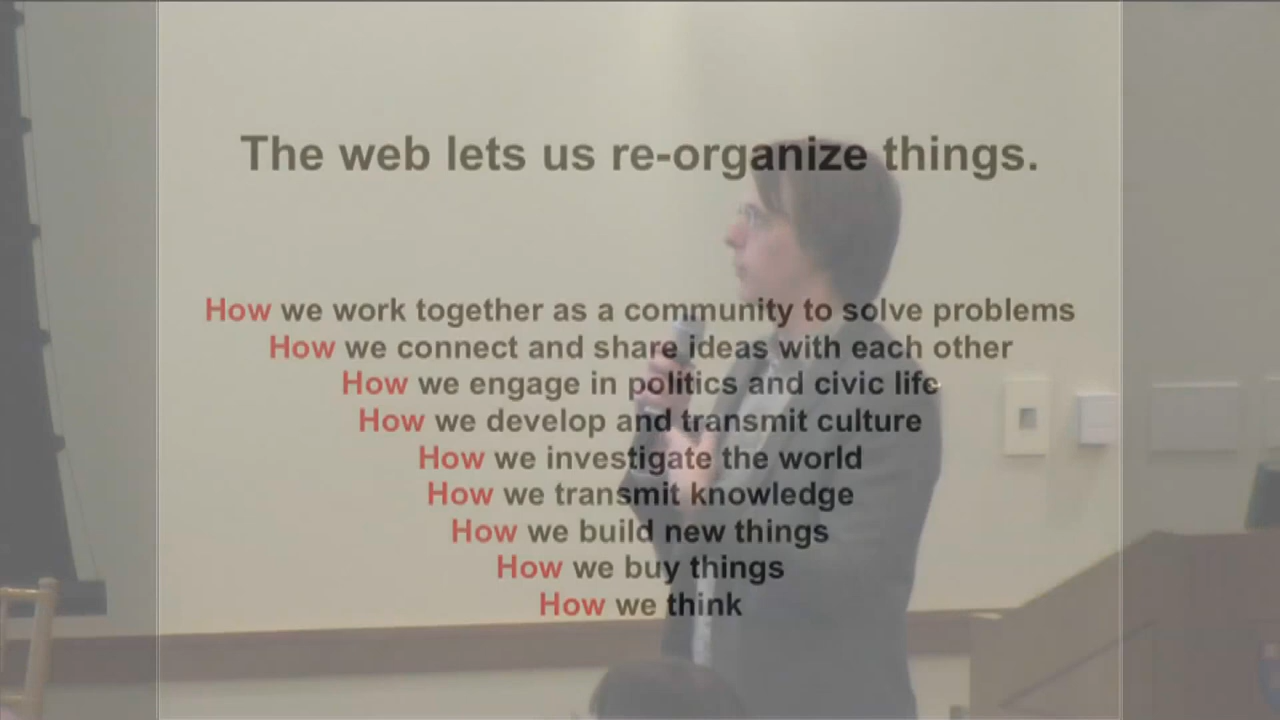 The web lets us re-organize things.
How we work together as a community to solve problems
How we connect and share ideas with each other
How we engage in politics and civic life
How we develop and transmit culture
How we investigate the world
How we transmit knowledge
How we build new things
How we buy things
How we think